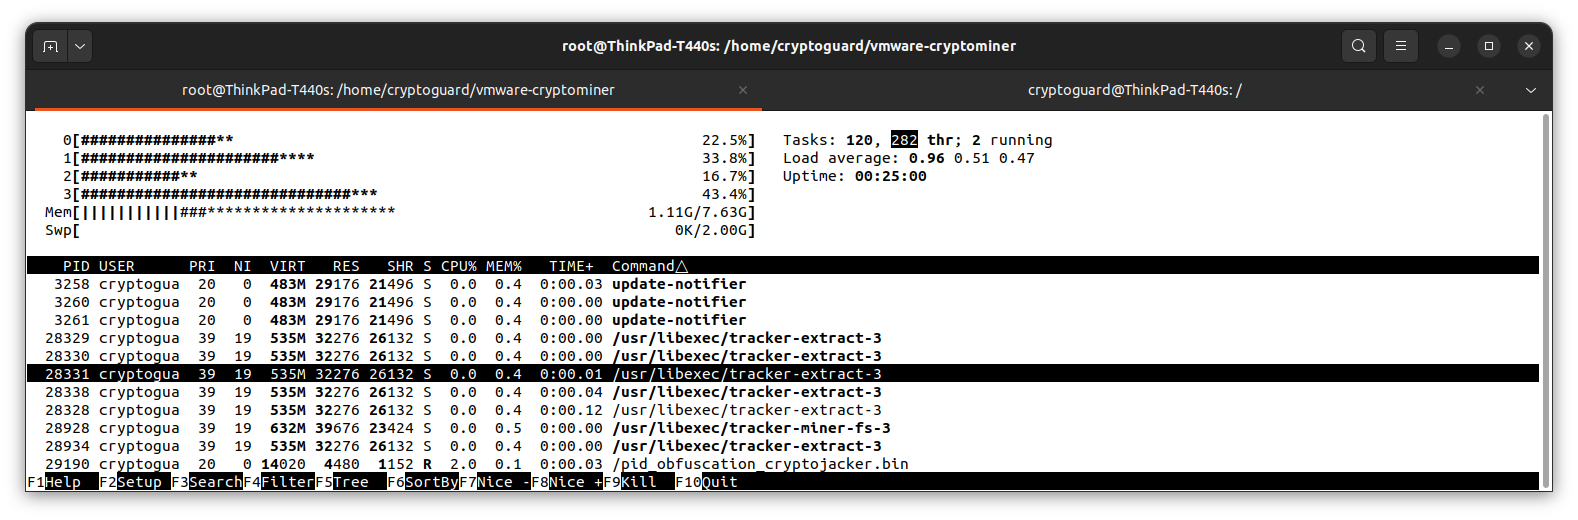 root@ThinkPad-T440s: /home/cryptoguard/vmware-cryptominer
root@ThinkPad-T440s: /home/cryptoguard/vmware-cryptominer × cryptoguard@ThinkPad-T440s: / ×
0[###############** 22.5%] Tasks: 120, 282 thr; 2 running
1[######################**** 33.8%] Load average: 0.96 0.51 0.47
2[###########** 16.7%] Uptime: 00:25:00
3[##############################*** 43.4%]
Mem[|||||||||||###********************* 1.11G/7.63G]
Swp[ 0K/2.00G]
PID USER PRI NI VIRT RES SHR S CPU% MEM% TIME+ Command△
3258 cryptogua 20 0 483M 29176 21496 S 0.0 0.4 0:00.03 update-notifier
3260 cryptogua 20 0 483M 29176 21496 S 0.0 0.4 0:00.00 update-notifier
3261 cryptogua 20 0 483M 29176 21496 S 0.0 0.4 0:00.00 update-notifier
28329 cryptogua 39 19 535M 32276 26132 S 0.0 0.4 0:00.00 /usr/libexec/tracker-extract-3
28330 cryptogua 39 19 535M 32276 26132 S 0.0 0.4 0:00.00 /usr/libexec/tracker-extract-3
28331 cryptogua 39 19 535M 32276 26132 S 0.0 0.4 0:00.01 /usr/libexec/tracker-extract-3
28338 cryptogua 39 19 535M 32276 26132 S 0.0 0.4 0:00.04 /usr/libexec/tracker-extract-3
28328 cryptogua 39 19 535M 32276 26132 S 0.0 0.4 0:00.12 /usr/libexec/tracker-extract-3
28928 cryptogua 39 19 632M 39676 23424 S 0.0 0.5 0:00.00 /usr/libexec/tracker-miner-fs-3
28934 cryptogua 39 19 535M 32276 26132 S 0.0 0.4 0:00.00 /usr/libexec/tracker-extract-3
29190 cryptogua 20 0 14020 4480 1152 R 2.0 0.1 0:00.03 /pid_obfuscation_cryptojacker.bin
F1Help F2Setup F3SearchF4FilterF5Tree F6SortByF7Nice -F8Nice +F9Kill F10Quit